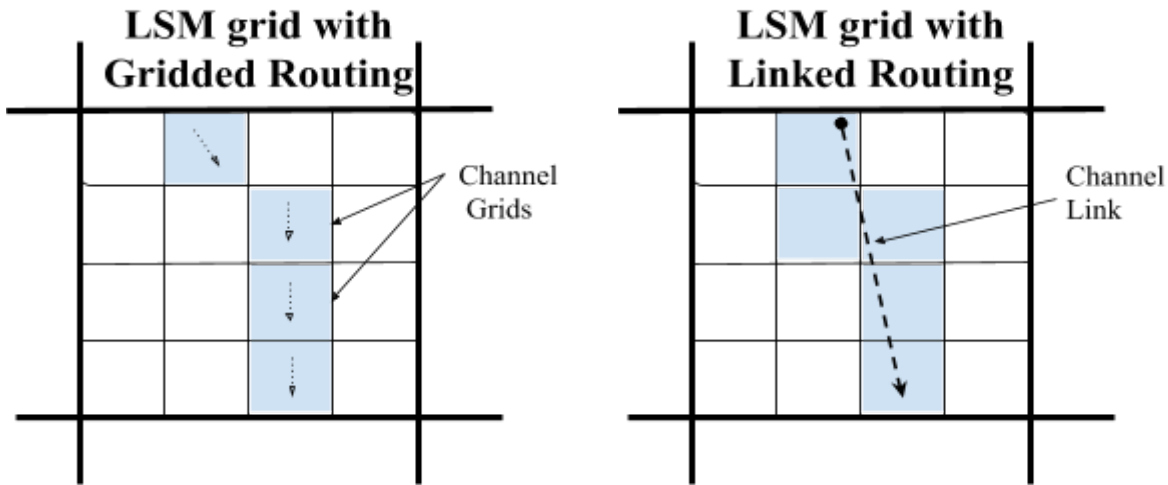 LSM grid with
Gridded Routing
Channel
Grids
LSM grid with
Linked Routing
Channel
Link